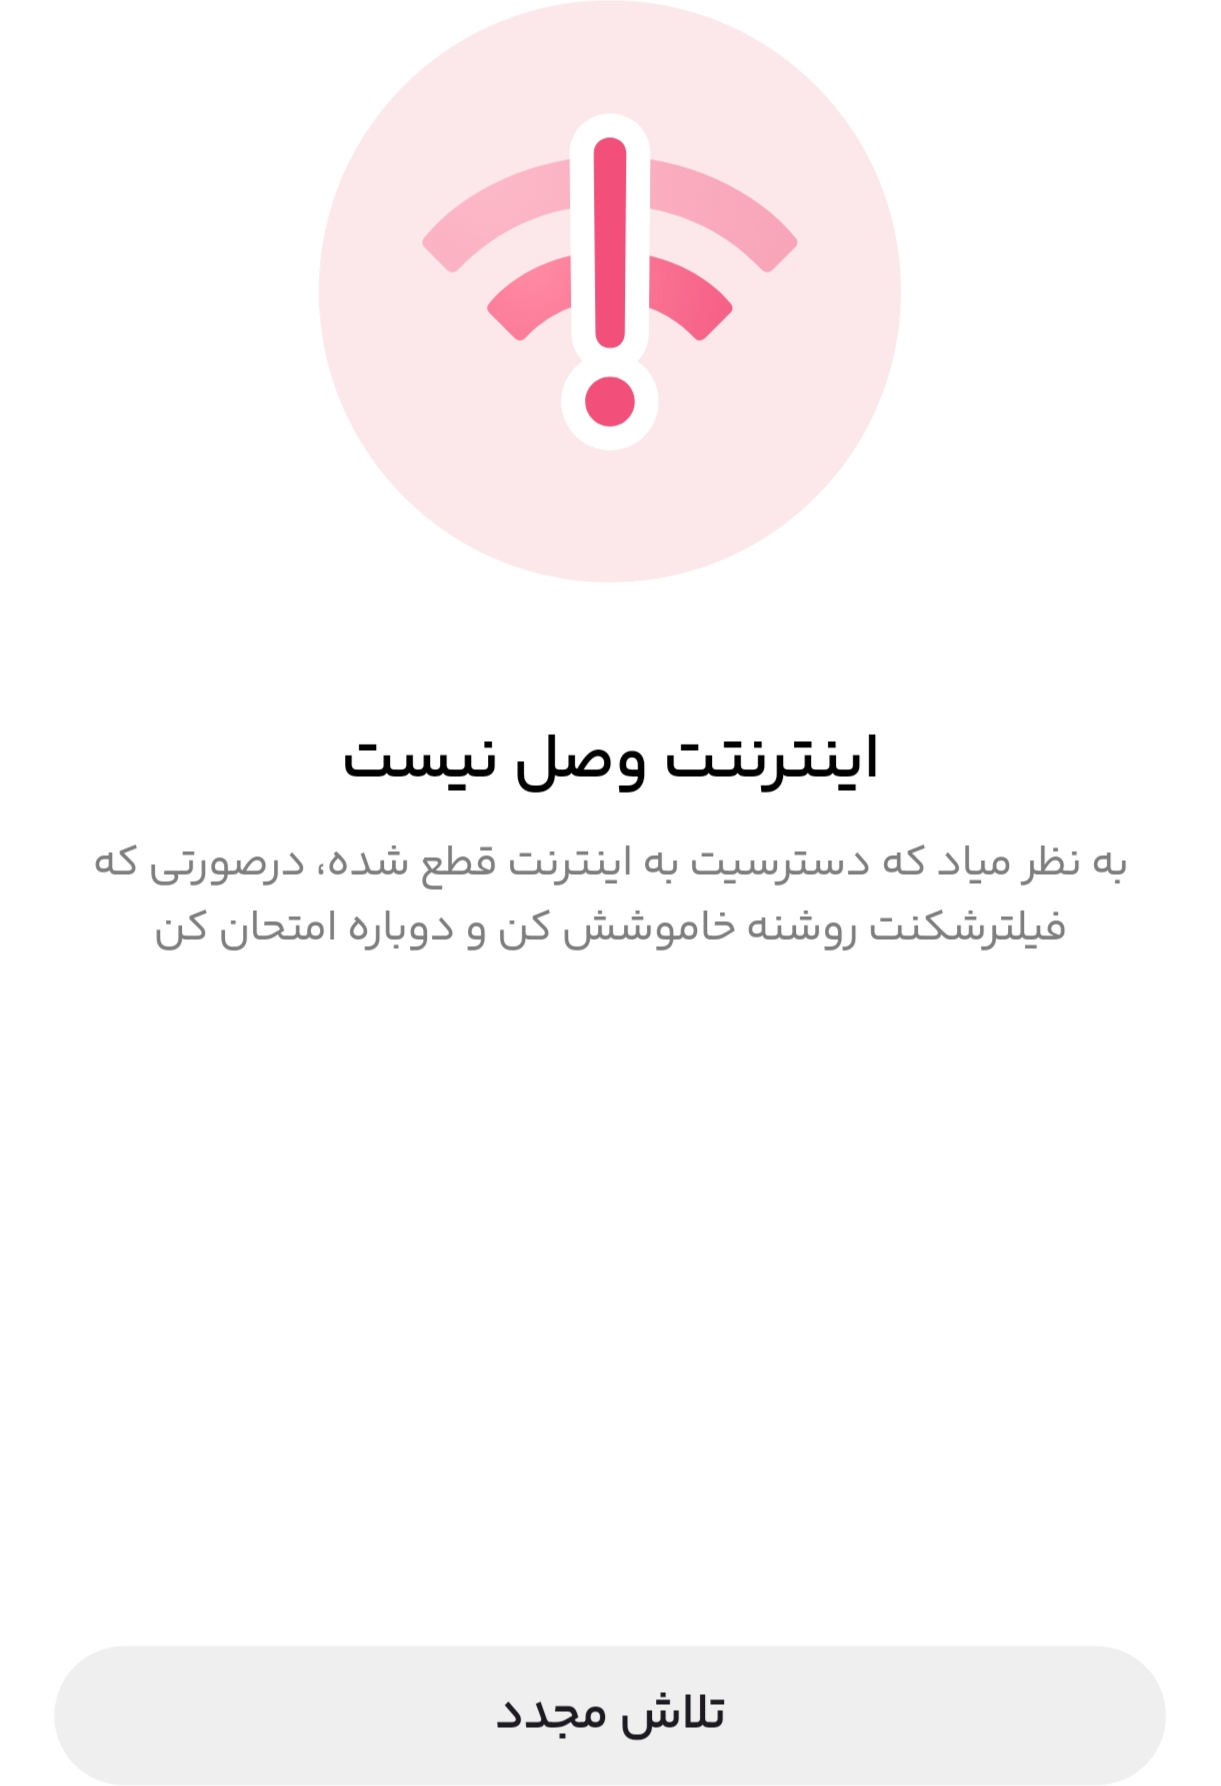 اینترنتت وصل نیست
به نظر میاد که دسترسیت به اینترنت قطع شده، درصورتی که
فیلترشکنت روشنه خاموشش کن و دوباره امتحان کن
تلاش مجدد